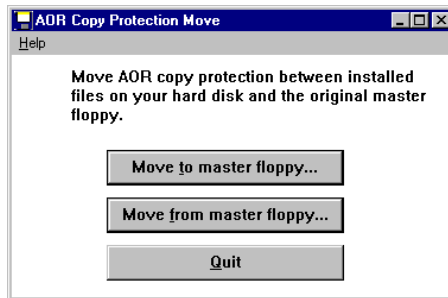 AOR Copy Protection Move
Help
Move AOR copy protection between installed
files on your hard disk and the original master
floppy.
Move to master floppy...
Move from master floppy...
Quit